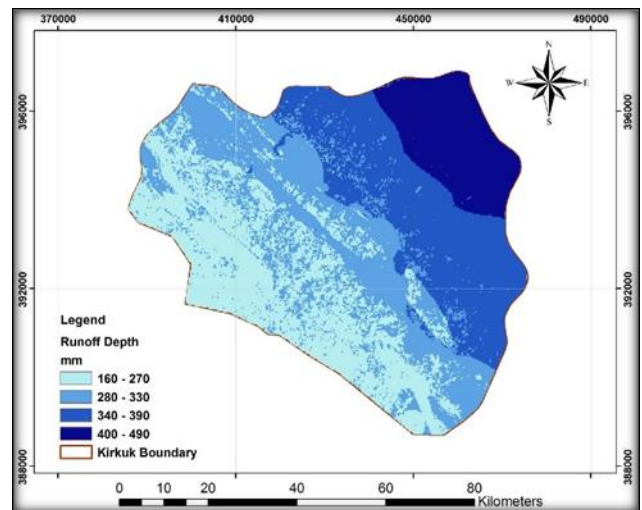 370000 410000 450000 490000
N
W E
S
396000 396000
392000 392000
388000 388000
Legend
Runoff Depth
mm
160 - 270
280 - 330
340 - 390
400 - 490
Kirkuk Boundary
0 10 20 40 60 80
Kilometers